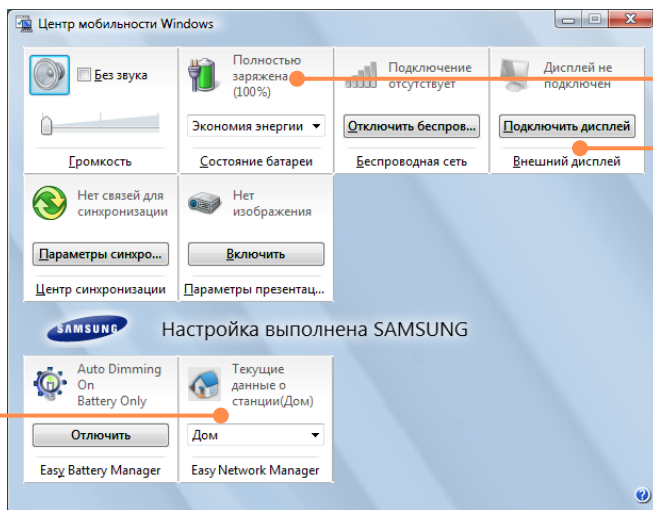 Центр мобильности Windows
Без звука
Громкость
Полностью
заряжена
(100%)
Экономия энергии
Состояние батареи
Подключение
отсутствует
Отключить беспров...
Беспроводная сеть
Дисплей не
подключен
Подключить дисплей
Внешний дисплей
Нет связей для
синхронизации
Параметры синхро...
Центр синхронизации
Нет
изображения
Включить
Параметры презентац...
SAMSUNG
Настройка выполнена SAMSUNG
Auto Dimming
On
Battery Only
Отлючить
Easy Battery Manager
Текущие
данные о
станции(Дом)
Дом
Easy Network Manager